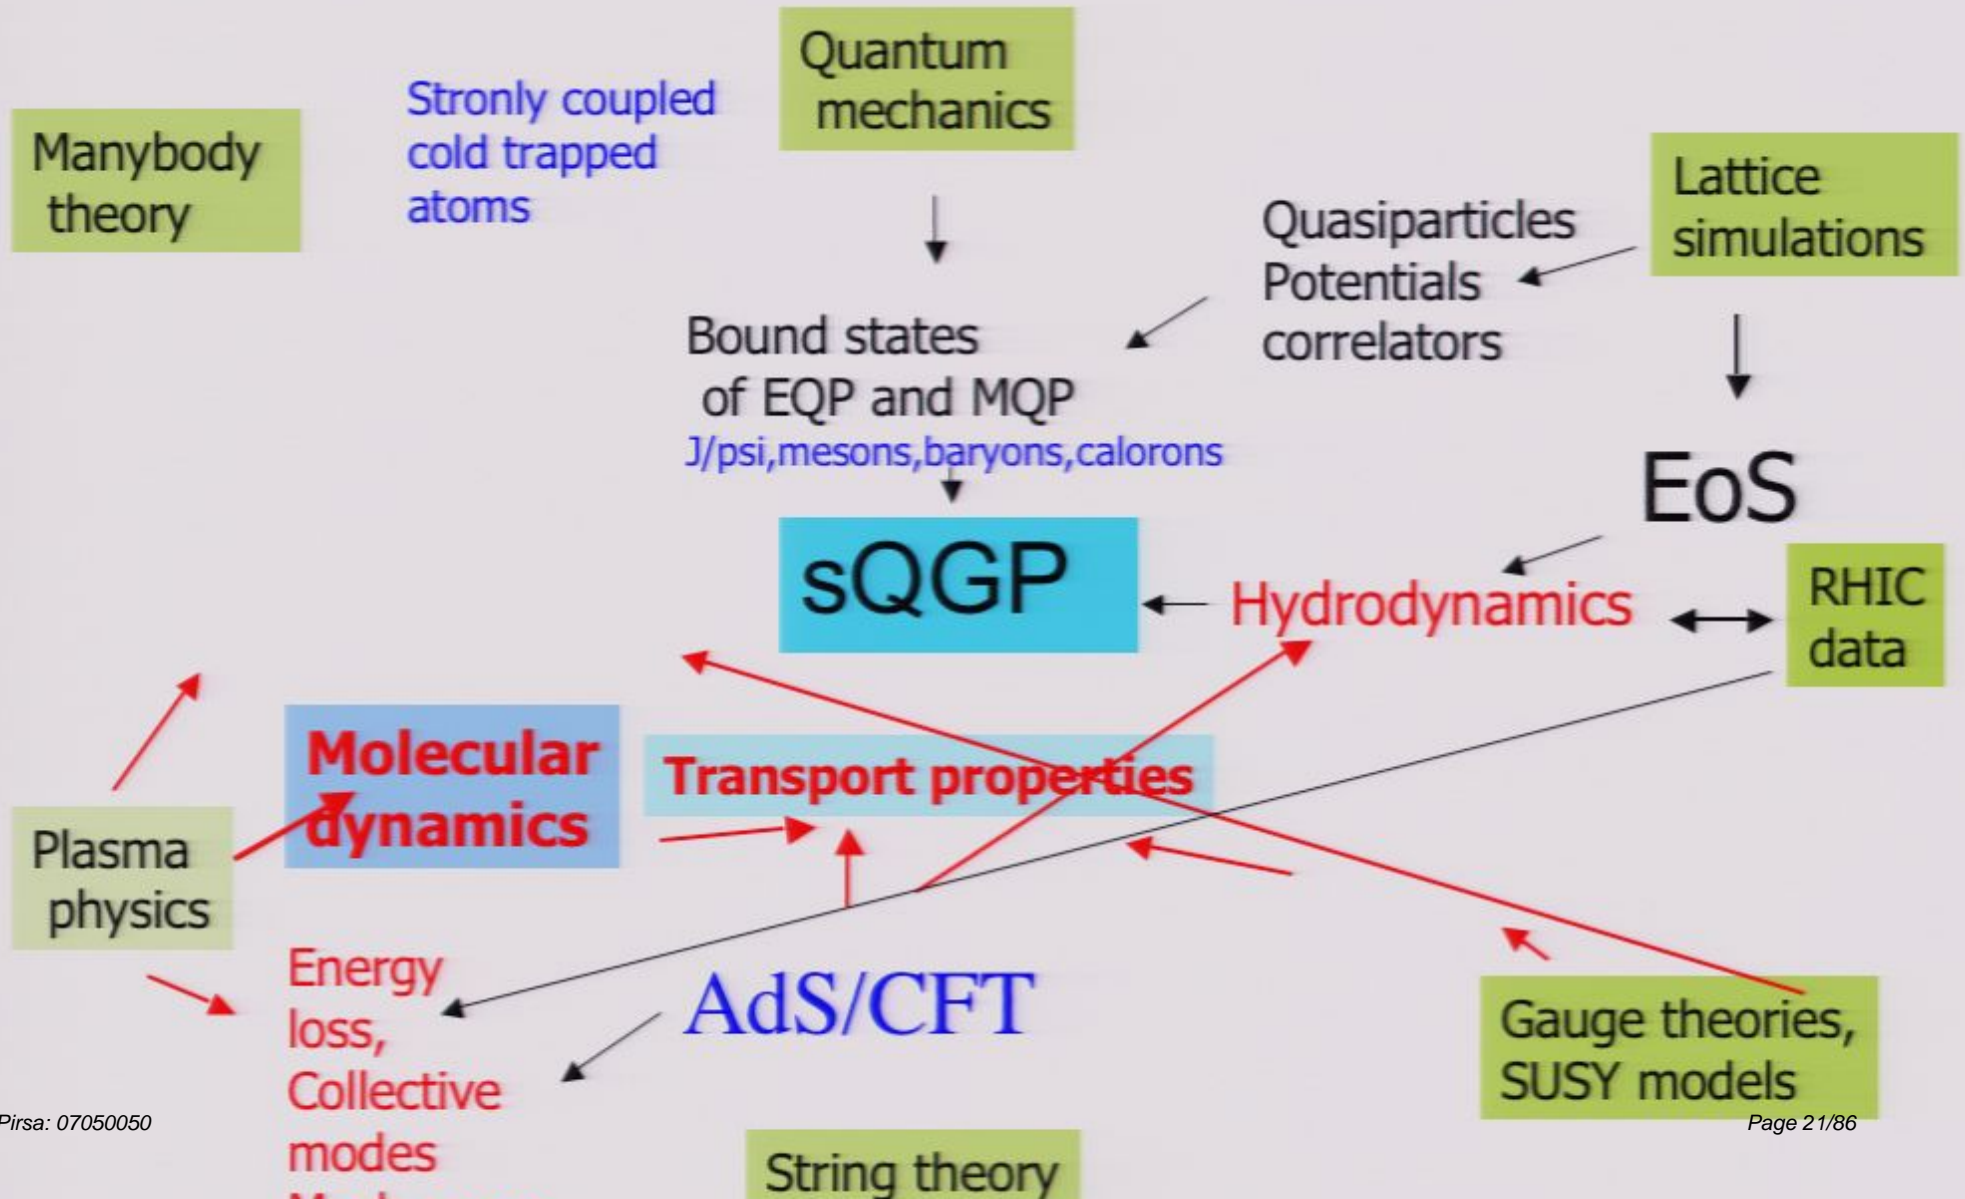 Quantum
mechanics
Stronly coupled
cold trapped
atoms
Manybody
theory
Lattice
simulations
Quasiparticles
Potentials
correlators
Bound states
of EQP and MQP
J/psi,mesons,baryons,calorons
EoS
sQGP
Hydrodynamics
RHIC
data
Molecular
dynamics
Transport properties
Plasma
physics
Energy
loss,
Collective
modes
AdS/CFT
Gauge theories,
SUSY models
String theory
Pirsa: 07050050
Page 21/86